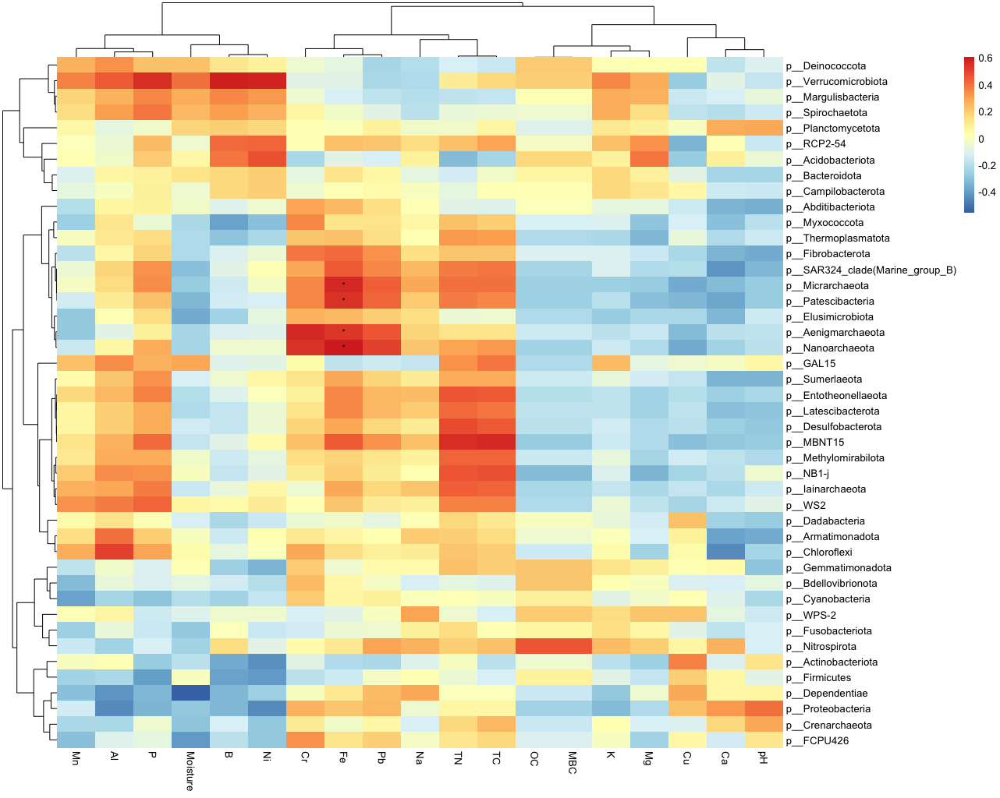 p__Deinococcota
p__Verrucomicrobiota
p__Margulisbacteria
p__Spirochaetota
p__Planctomycetota
p__RCP2-54
p__Acidobacteriota
p__Bacteroidota
p__Campilobacterota
p__Abditibacteriota
p__Myxococcota
p__Thermoplasmatota
p__Fibrobacterota
p__SAR324_clade(Marine_group_B)
p__Micrarchaeota
p__Patescibacteria
p__Elusimicrobiota
p__Aenigmarchaeota
p__Nanoarchaeota
p__GAL15
p__Sumerlaeota
p__Entotheonellaeota
p__Latescibacterota
p__Desulfobacterota
p__MBNT15
p__Methylomirabilota
p__NB1-j
p__Iainarchaeota
p__WS2
p__Dadabacteria
p__Armatimonadota
p__Chloroflexi
p__Gemmatimonadota
p__Bdellovibrionota
p__Cyanobacteria
p__WPS-2
p__Fusobacteriota
p__Nitrospirota
p__Actinobacteriota
p__Firmicutes
p__Dependentiae
p__Proteobacteria
p__Crenarchaeota
p__FCPU426
Mn
Al
P
Moisture
B
Ni
Cr
Fe
Pb
Na
TN
TC
OC
MBC
K
Mg
Cu
Ca
pH
0.6
0.4
0.2
0
-0.2
-0.4
*
*
*
*